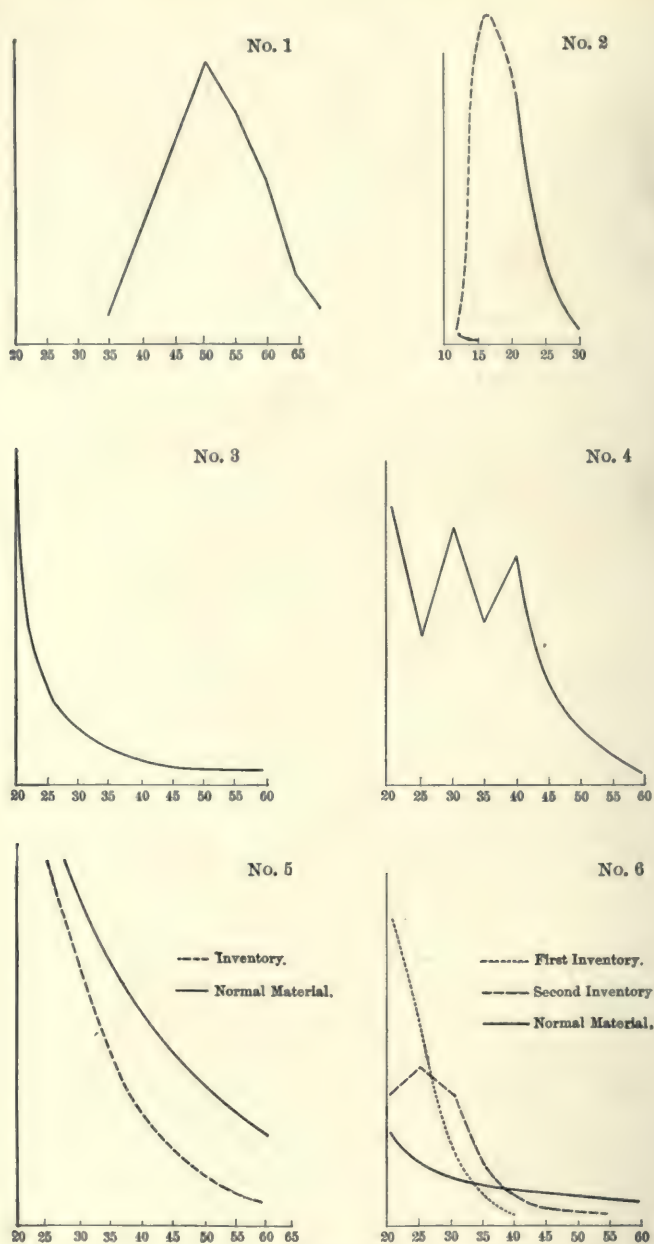 No. 1
20 25 30 35 40 45 50 55 60 65
No. 2
10 15 20 25 30
No. 3
20 25 30 35 40 45 50 55 60
No. 4
20 25 30 35 40 45 50 55 60
No. 5
Inventory.
Normal Material.
20 25 30 35 40 45 50 55 60 65
No. 6
First Inventory.
Second Inventory
Normal Material.
20 25 30 35 40 45 50 55 60